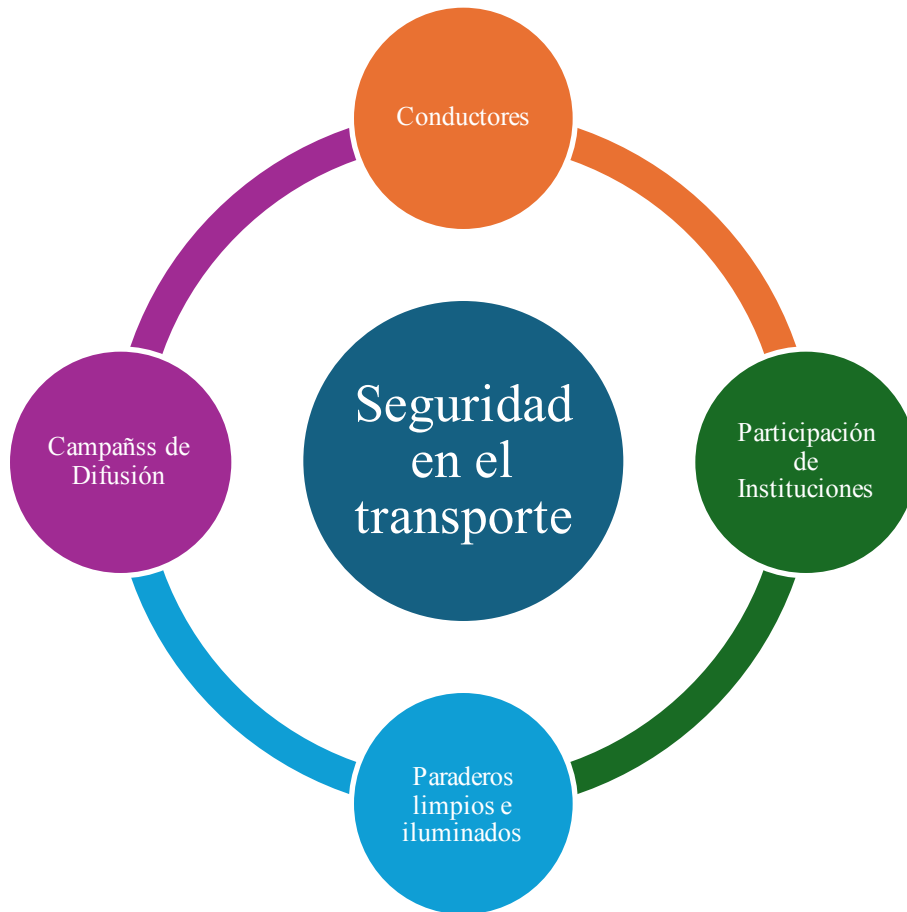 Conductores
Seguridad
en el
transporte
Participación
de
Instituciones
Paraderos
limpios e
iluminados
Campañss de
Difusión